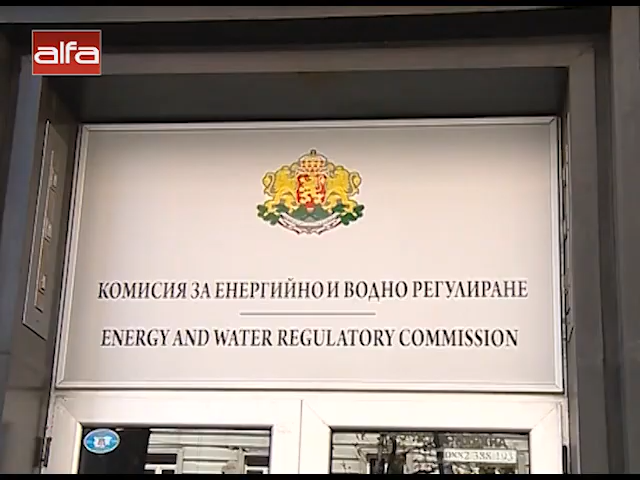 alfa
КОМИСИЯ ЗА ЕНЕРГИЙНО И ВОДНО РЕГУЛИРАНЕ
ENERGY AND WATER REGULATORY COMMISSION